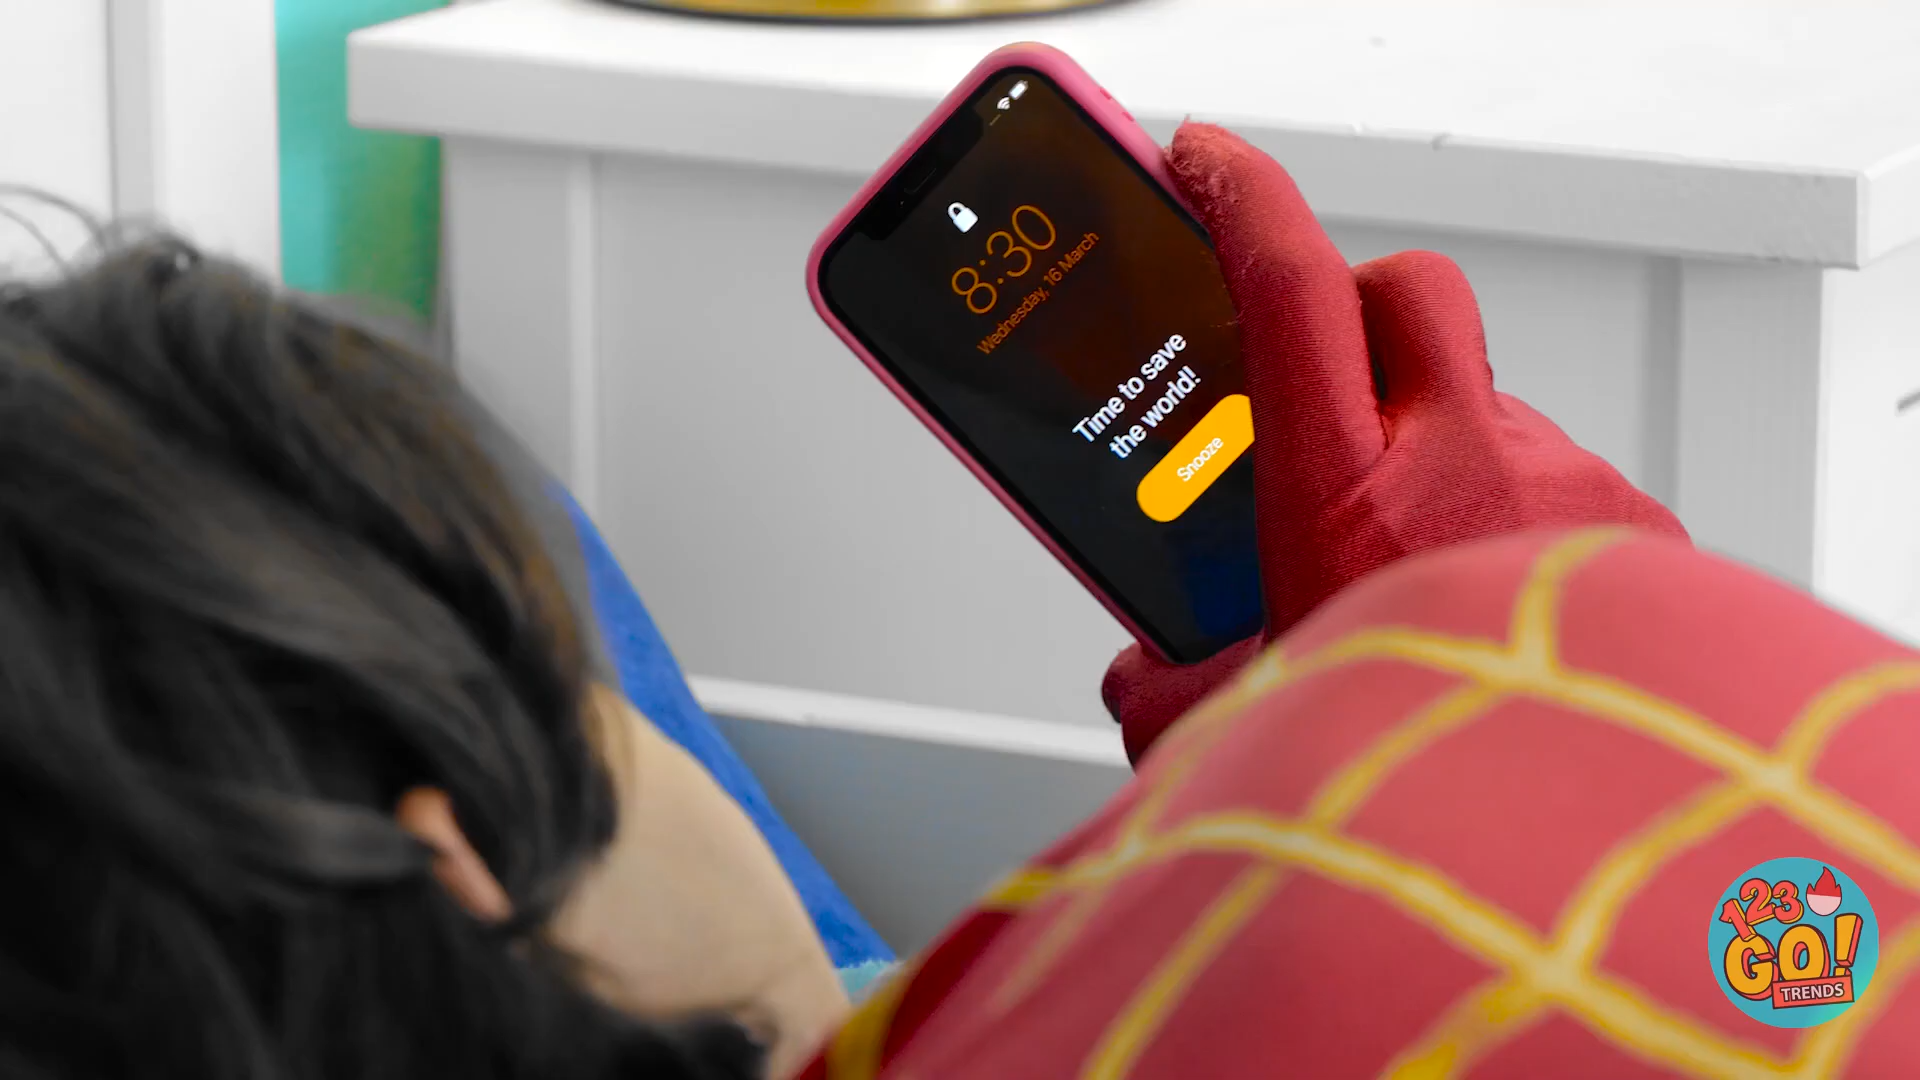 8:30
Wednesday, 16 March
Time to save
the world!
Snooze
123
GO!
TRENDS